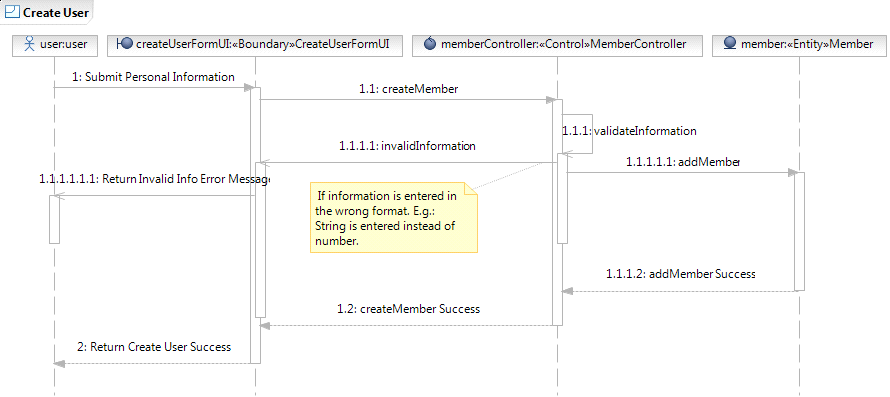 Create User
user:user
createUserFormUI:«Boundary»CreateUserFormUI
memberController:«Control»MemberController
member:«Entity»Member
1: Submit Personal Information
1.1: createMember
1.1.1: validateInformation
1.1.1.1: invalidInformation
1.1.1.1.1: addMember
1.1.1.1.1.1: Return Invalid Info Error Message
If information is entered in
the wrong format. E.g.:
String is entered instead of
number.
1.1.1.2: addMember Success
1.2: createMember Success
2: Return Create User Success